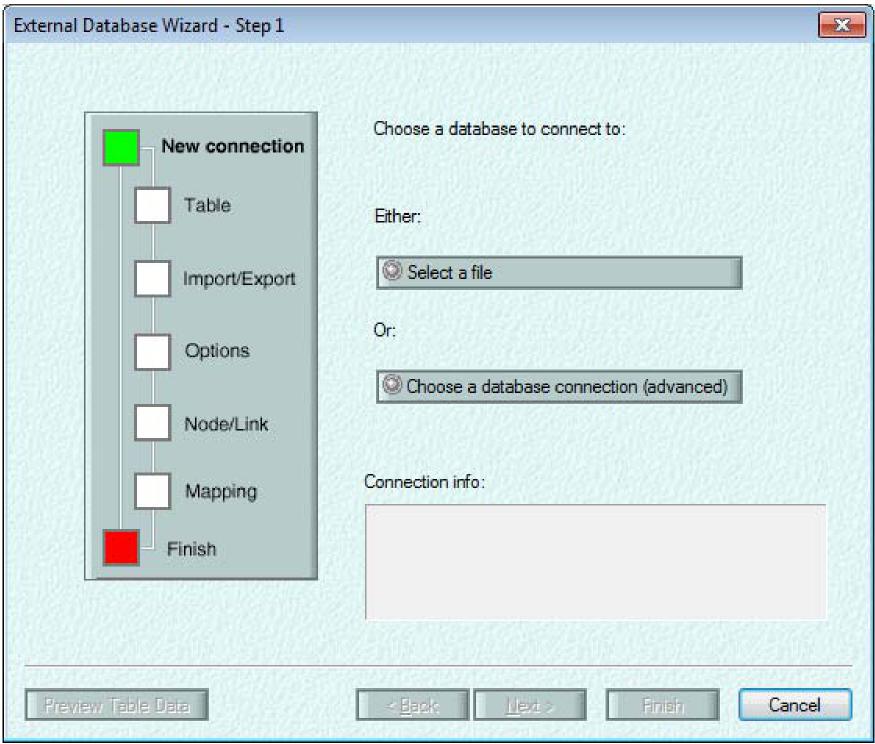 External Database Wizard - Step 1
New connection
Table
Import/Export
Options
Node/Link
Mapping
Finish
Choose a database to connect to:
Either:
Select a file
Or:
Choose a database connection (advanced)
Connection info:
Preview Table Data
< Back
Next >
Finish
Cancel